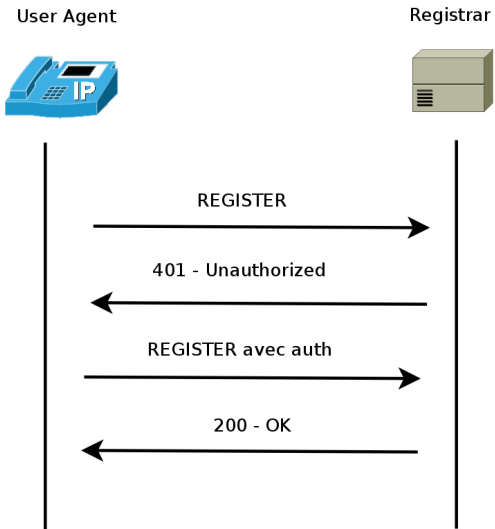 User Agent
Registrar
IP
REGISTER
401 - Unauthorized
REGISTER avec auth
200 - OK